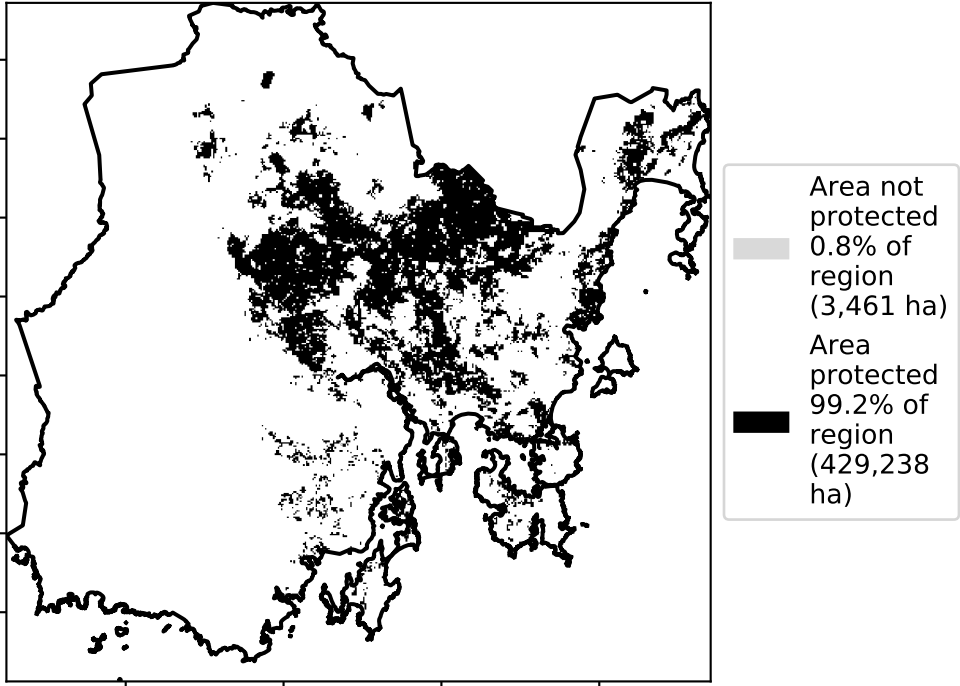 Area not
protected
0.8% of
region
(3,461 ha)
Area
protected
99.2% of
region
(429,238
ha)